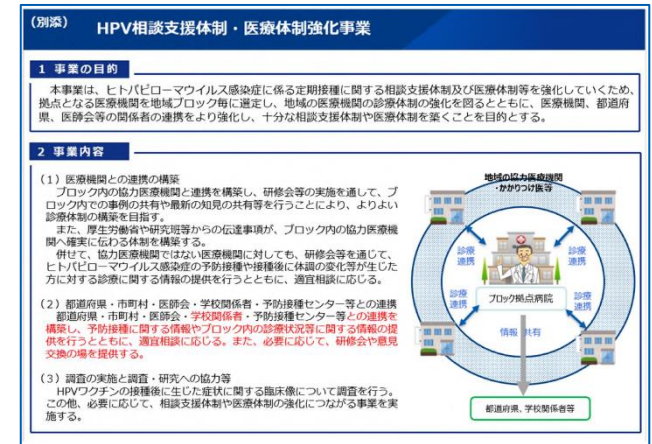 (別添)
HPV相談支援体制・医療体制強化事業
1 事業の目的
本事業は、ヒトパピローマウイルス感染症に係る定期接種に関する相談支援体制及び医療体制等を強化していくため、
拠点となる医療機関を地域ブロック毎に選定し、地域の医療機関の診療体制の強化を図るとともに、医療機関、都道府
県、医師会等の関係者の連携をより強化し、十分な相談支援体制や医療体制を築くことを目的とする。
2 事業内容
(1)医療機関との連携の構築
ブロック内の協力医療機関と連携を構築し、研修会等の実施を通して、ブ
ロック内での事例の共有や最新の知見の共有等を行うことにより、よりよい
診療体制の構築を目指す。
また、厚生労働省や研究班等からの伝達事項が、ブロック内の協力医療機
関へ確実に伝わる体制を構築する。
併せて、協力医療機関ではない医療機関に対しても、研修会等を通じて、
ヒトパピローマウイルス感染症の予防接種や接種後に体調の変化等が生じた
方に対する診療に関する情報の提供を行うとともに、適宜相談に応じる。
(2)都道府県・市町村・医師会・学校関係者・予防接種センター等との連携
都道府県・市町村・医師会・学校関係者・予防接種センター等との連携を
構築し、予防接種に関する情報やブロック内の診療状況等に関する情報の提
供を行うとともに、適宜相談に応じる。また、必要に応じて、研修会や意見
交換の場を提供する。
(3)調査の実施と調査・研究への協力等
HPVワクチンの接種後に生じた症状に関する臨床像について調査を行う。
この他、必要に応じて、相談支援体制や医療体制の強化につながる事業を実
施する。
地域の協力医療機関
・かかりつけ医等
診療
連携
診療
連携
診療
連携
診療
連携
ブロック拠点病院
情報 共有
都道府県、学校関係者等